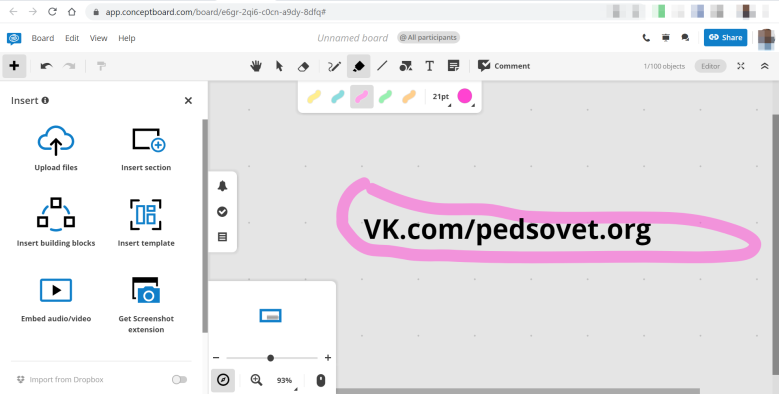 app.conceptboard.com/board/e6gr-2qi6-c0cn-a9dy-8dfq#
Board Edit View Help
Unnamed board
@ All participants
Share
T
Comment
1/100 objects
Editor
Insert
21pt
Upload files
Insert section
Insert building blocks
Insert template
Embed audio/video
Get Screenshot
extension
VK.com/pedsovet.org
93%
Import from Dropbox